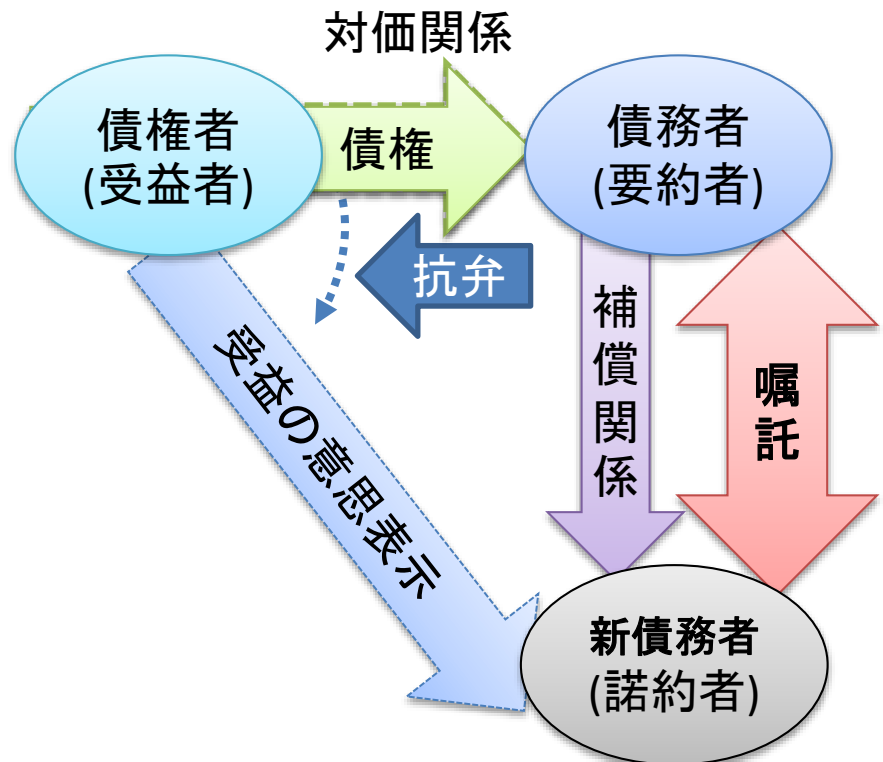 対価関係
債権者
(受益者)
債権
債務者
(要約者)
抗弁
補償関係
嘱託
受益の意思表示
新債務者
(諾約者)